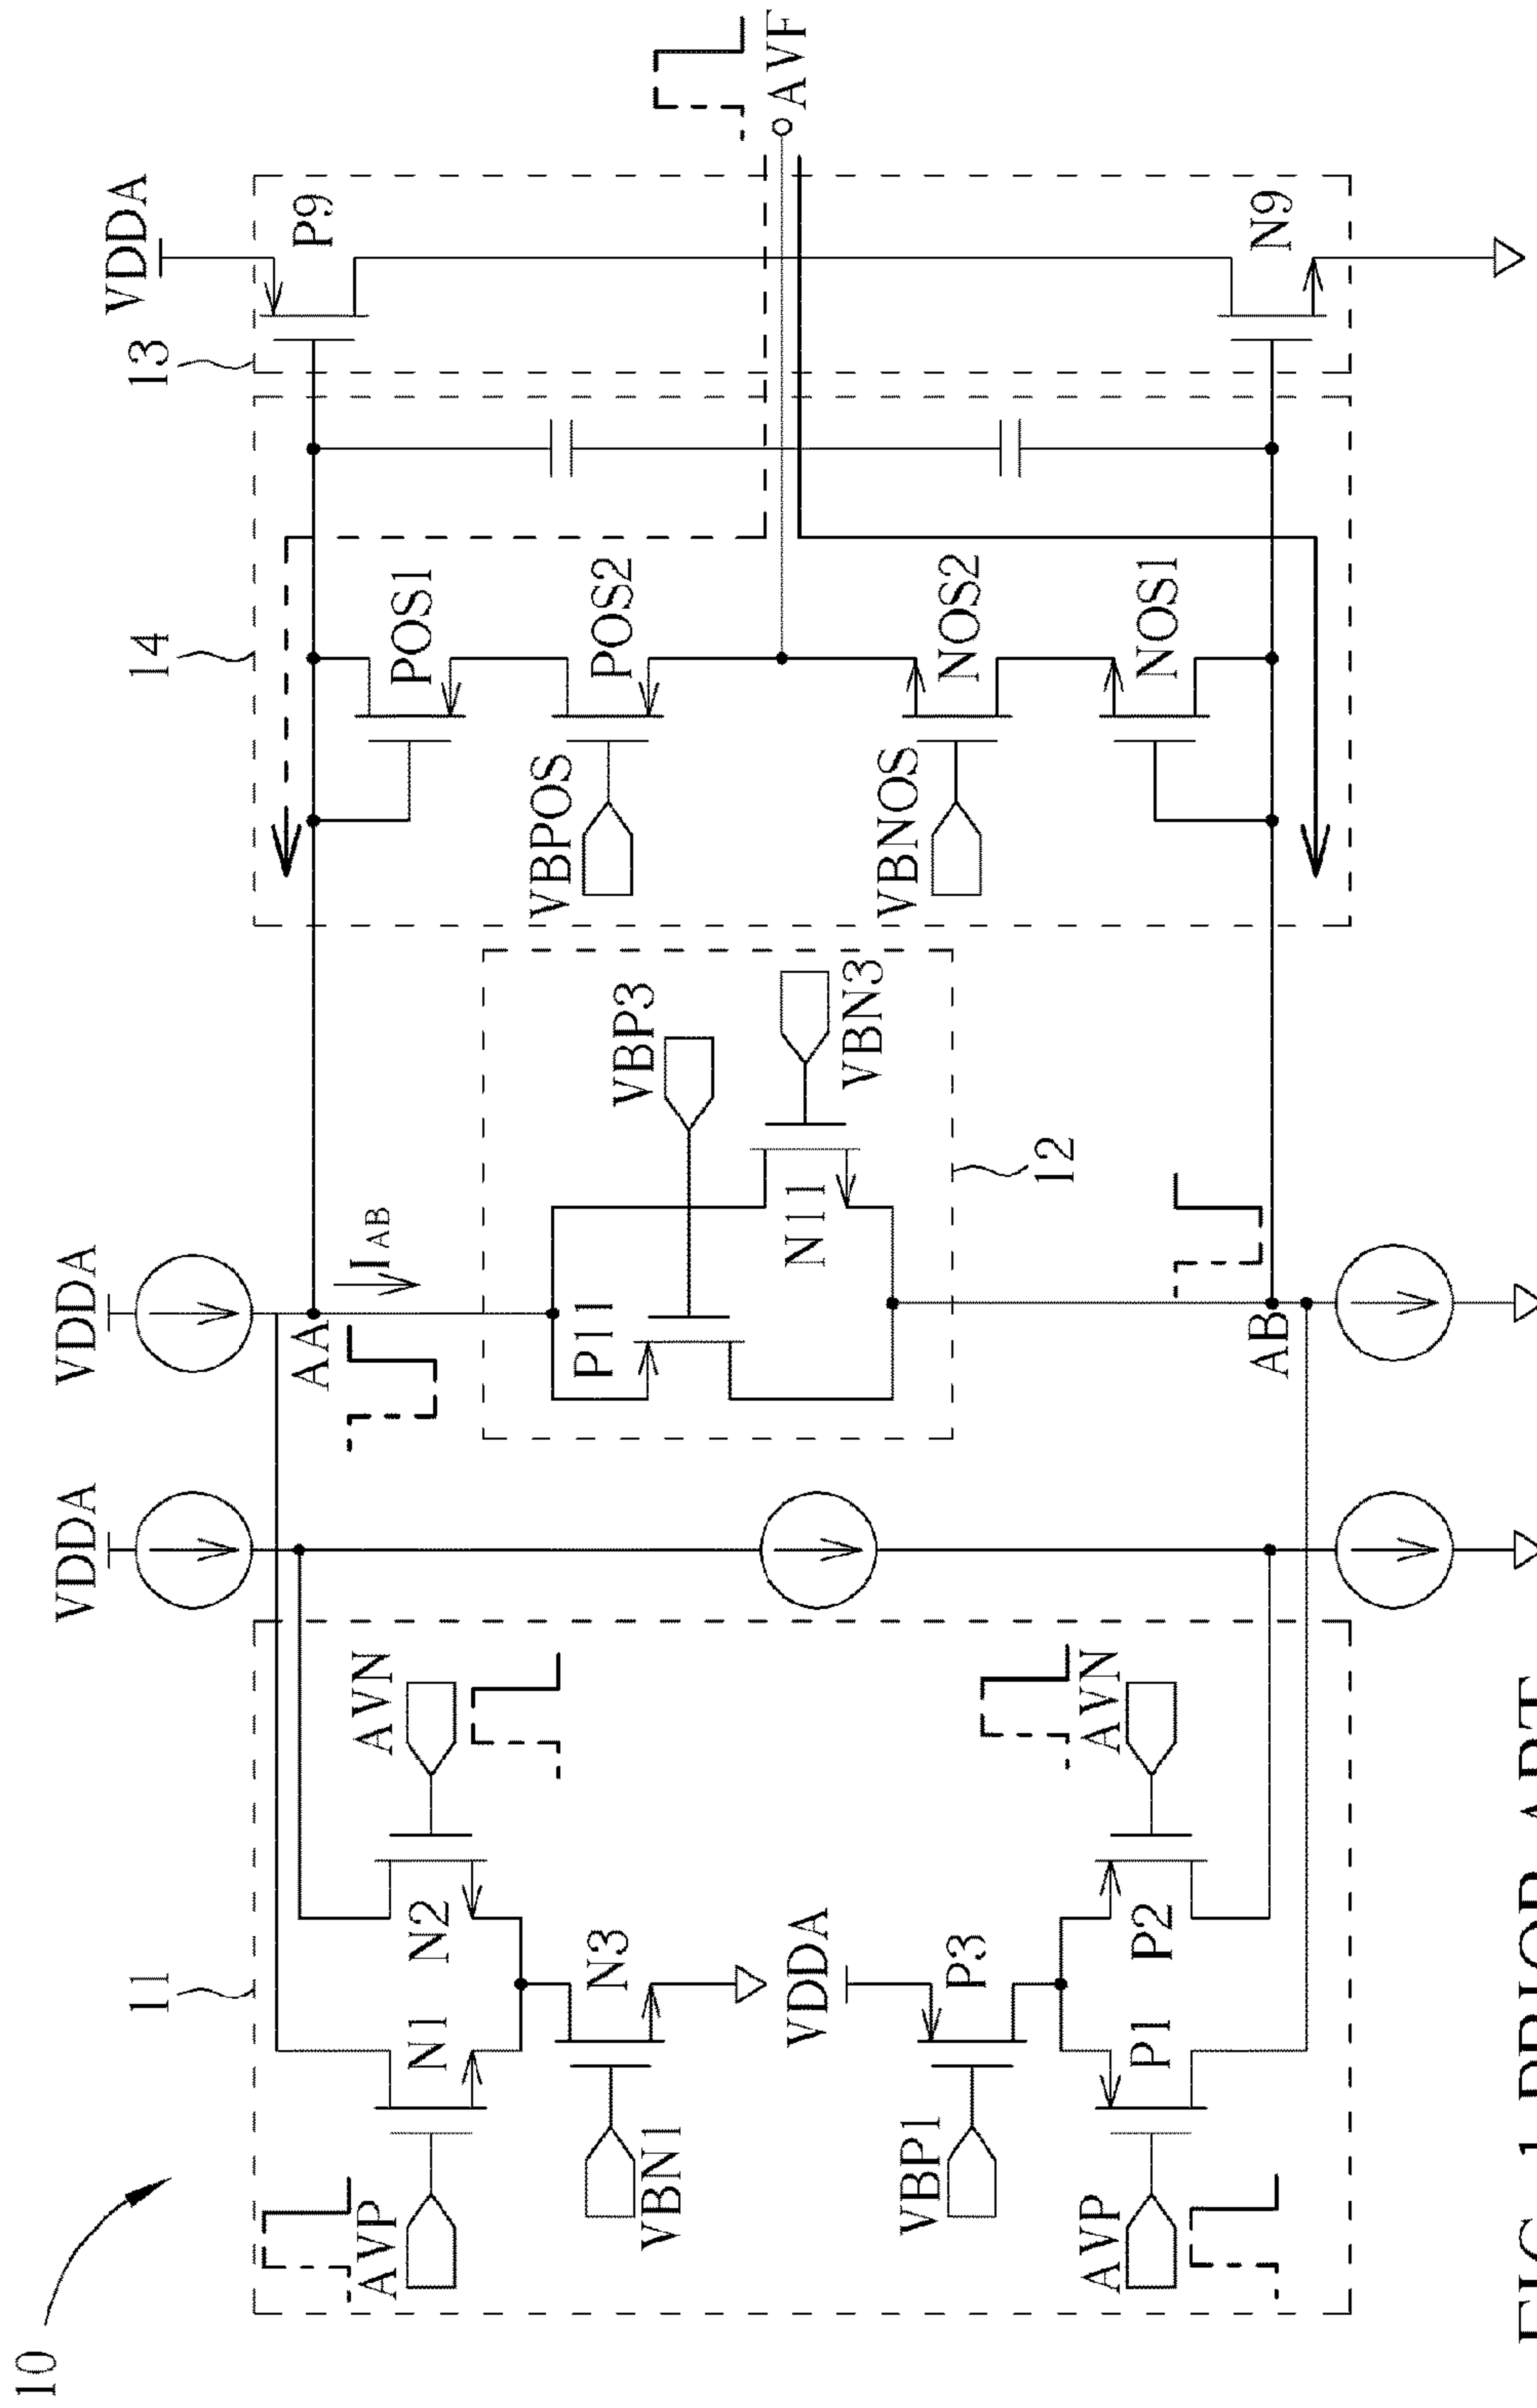 10
11
AVP
N1
N2
AVN
VBN1
N3
VDDA
VBP1
P3
AVP
P1
P2
AVN
VDDA
VDDA
AA
IAB
P11
N11
VBP3
VBN3
12
AB
14
POS1
VBPOS
POS2
VBNOS
NOS2
NOS1
13
VDDA
P9
N9
AVF
FIG. 1 PRIOR ART